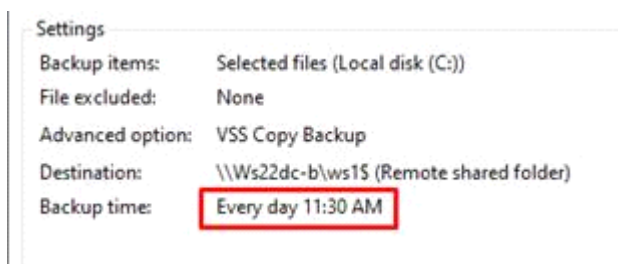 Settings
Backup items: Selected files (Local disk (C:))
File excluded: None
Advanced option: VSS Copy Backup
Destination: \\Ws22dc-b\ws1$ (Remote shared folder)
Backup time: Every day 11:30 AM